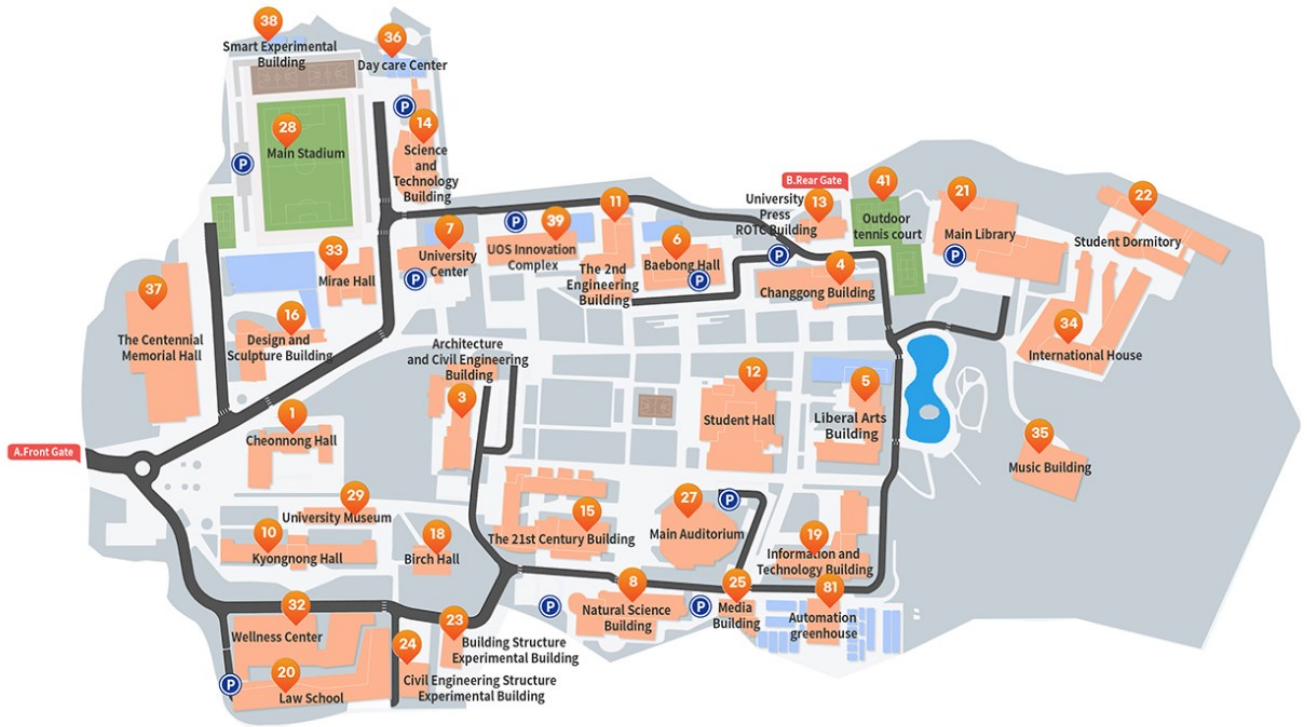 38
Smart Experimental
Building
36
Day care Center
P
14
Science
and
Technology
Building
28
Main Stadium
P
B.Rear Gate
41
Outdoor
tennis court
21
Main Library
P
22
Student Dormitory
University
Press
ROTC Building
13
11
The 2nd
Engineering
Building
39
UOS Innovation
Complex
P
7
University
Center
P
6
Baebong Hall
P
P
4
Changgong Building
33
Mirae Hall
37
The Centennial
Memorial Hall
16
Design and
Sculpture Building
34
International House
Architecture
and Civil Engineering
Building
3
12
Student Hall
5
Liberal Arts
Building
1
Cheonnong Hall
A.Front Gate
35
Music Building
29
University Museum
10
Kyongnong Hall
18
Birch Hall
15
The 21st Century Building
27
Main Auditorium
P
19
Information and
Technology Building
8
Natural Science
Building
P
25
Media
Building
P
81
Automation
greenhouse
32
Wellness Center
23
Building Structure
Experimental Building
24
Civil Engineering Structure
Experimental Building
20
Law School
P